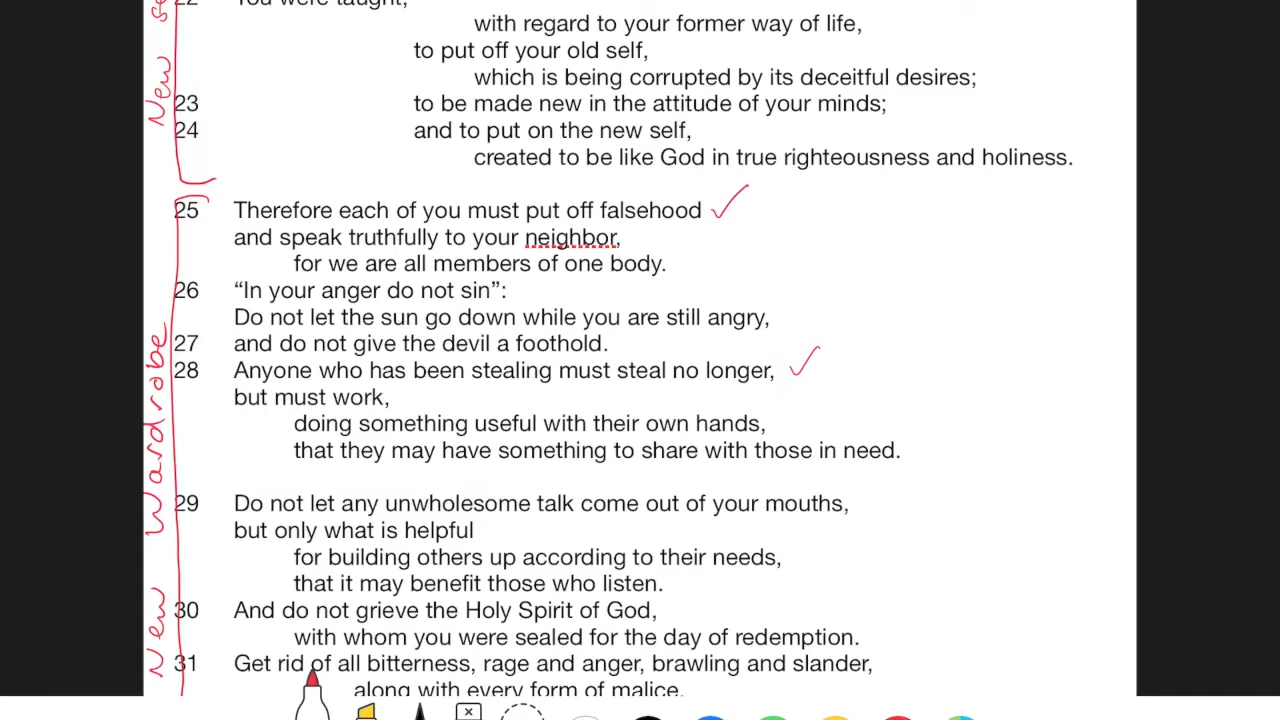 22 You were taught,
with regard to your former way of life,
to put off your old self,
which is being corrupted by its deceitful desires;
23 to be made new in the attitude of your minds;
24 and to put on the new self,
created to be like God in true righteousness and holiness.
25 Therefore each of you must put off falsehood
and speak truthfully to your neighbor,
for we are all members of one body.
26 “In your anger do not sin”:
Do not let the sun go down while you are still angry,
27 and do not give the devil a foothold.
28 Anyone who has been stealing must steal no longer,
but must work,
doing something useful with their own hands,
that they may have something to share with those in need.
29 Do not let any unwholesome talk come out of your mouths,
but only what is helpful
for building others up according to their needs,
that it may benefit those who listen.
30 And do not grieve the Holy Spirit of God,
with whom you were sealed for the day of redemption.
31 Get rid of all bitterness, rage and anger, brawling and slander,
along with every form of malice.
New
New Wardrobe